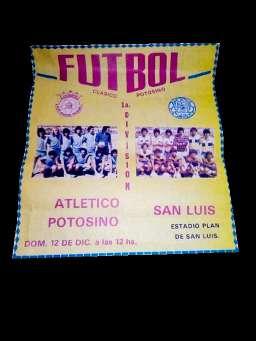 FUTBOL
CLASICO POTOSINO
1a. DIVISION
ATLETICO
POTOSINO
SAN LUIS
ESTADIO PLAN
DE SAN LUIS.
DOM. 12 DE DIC. a las 12 hs.